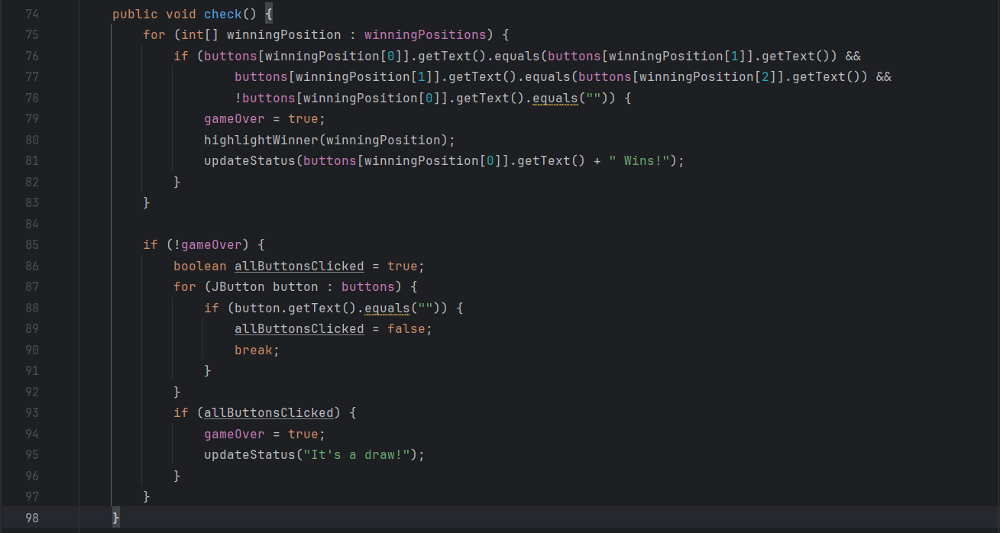 74 public void check() {
75 for (int[] winningPosition : winningPositions) {
76 if (buttons[winningPosition[0]].getText().equals(buttons[winningPosition[1]].getText()) &&
77 buttons[winningPosition[1]].getText().equals(buttons[winningPosition[2]].getText()) &&
78 !buttons[winningPosition[0]].getText().equals("")) {
79 gameOver = true;
80 highlightWinner(winningPosition);
81 updateStatus(buttons[winningPosition[0]].getText() + " Wins!");
82 }
83 }
84
85 if (!gameOver) {
86 boolean allButtonsClicked = true;
87 for (JButton button : buttons) {
88 if (button.getText().equals("")) {
89 allButtonsClicked = false;
90 break;
91 }
92 }
93 if (allButtonsClicked) {
94 gameOver = true;
95 updateStatus("It's a draw!");
96 }
97 }
98 }